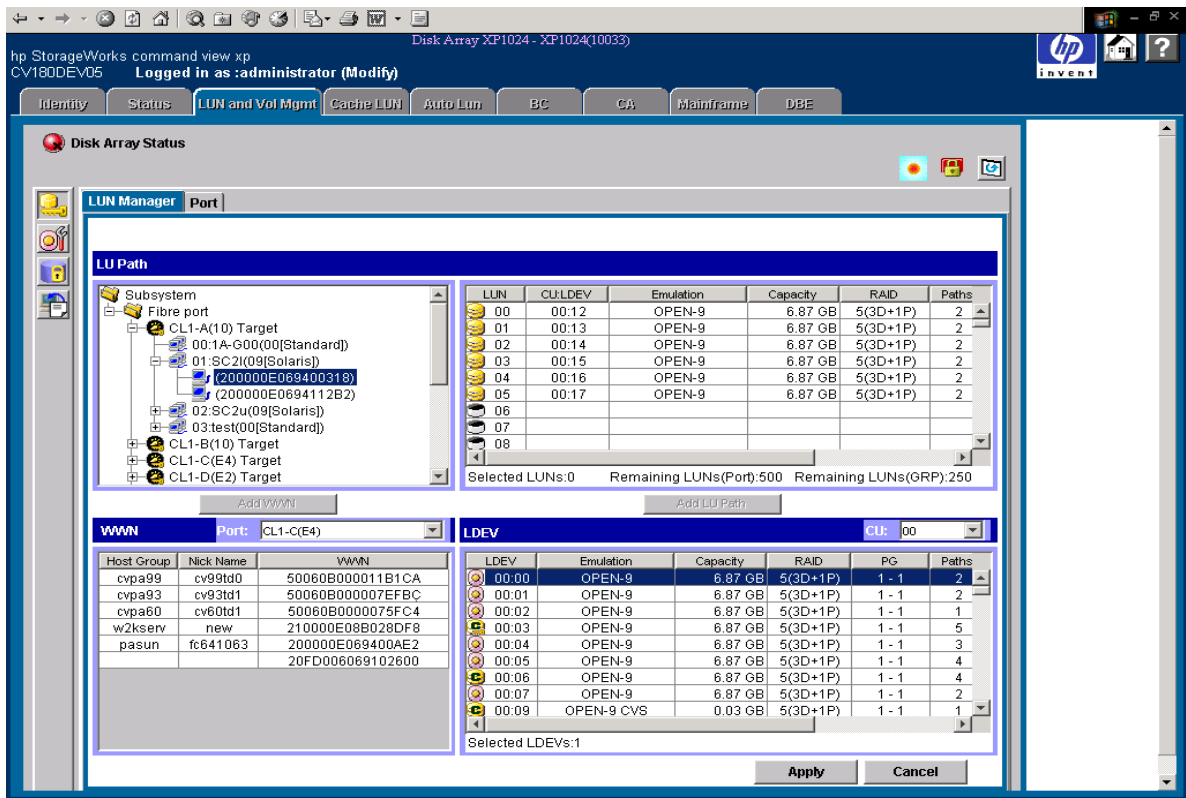 Disk Array XP1024 - XP1024(10033)
hp StorageWorks command view xp
CV180DEV05 Logged in as :administrator (Modify)
hp
invent
?
Identity Status LUN and Vol Mgmt Cache LUN Auto Lun BC CA Mainframe DBE
Disk Array Status
LUN Manager Port
LU Path
Subsystem
Fibre port
CL1-A(10) Target
00:1A-G00(00[Standard])
01:SC2l(09[Solaris])
(200000E069400318)
(200000E0694112B2)
02:SC2u(09[Solaris])
03:test(00[Standard])
CL1-B(10) Target
CL1-C(E4) Target
CL1-D(E2) Target
LUN CU:LDEV Emulation Capacity RAID Paths
00 00:12 OPEN-9 6.87 GB 5(3D+1P) 2
01 00:13 OPEN-9 6.87 GB 5(3D+1P) 2
02 00:14 OPEN-9 6.87 GB 5(3D+1P) 2
03 00:15 OPEN-9 6.87 GB 5(3D+1P) 2
04 00:16 OPEN-9 6.87 GB 5(3D+1P) 2
05 00:17 OPEN-9 6.87 GB 5(3D+1P) 2
06
07
08
Selected LUNs:0 Remaining LUNs(Port):500 Remaining LUNs(GRP):250
Add WWN Add LU Path
WWN Port: CL1-C(E4)
Host Group Nick Name WWN
cvpa99 cv99td0 50060B000011B1CA
cvpa93 cv93td1 50060B000007EFBC
cvpa60 cv60td1 50060B0000075FC4
w2kserv new 210000E08B028DF8
pasun fc641063 200000E069400AE2
20FD006069102600
LDEV CU: 00
LDEV Emulation Capacity RAID PG Paths
00:00 OPEN-9 6.87 GB 5(3D+1P) 1 - 1 2
00:01 OPEN-9 6.87 GB 5(3D+1P) 1 - 1 2
00:02 OPEN-9 6.87 GB 5(3D+1P) 1 - 1 1
00:03 OPEN-9 6.87 GB 5(3D+1P) 1 - 1 5
00:04 OPEN-9 6.87 GB 5(3D+1P) 1 - 1 3
00:05 OPEN-9 6.87 GB 5(3D+1P) 1 - 1 4
00:06 OPEN-9 6.87 GB 5(3D+1P) 1 - 1 4
00:07 OPEN-9 6.87 GB 5(3D+1P) 1 - 1 2
00:09 OPEN-9 CVS 0.03 GB 5(3D+1P) 1 - 1 1
Selected LDEVs:1
Apply Cancel